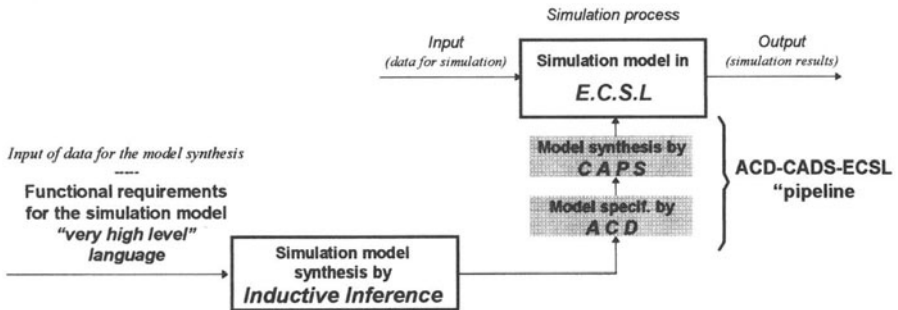 Simulation process
Input
(data for simulation)
Simulation model in
E.C.S.L
Output
(simulation results)
Model synthesis by
C A P S
Model specif. by
A C D
ACD-CADS-ECSL
“pipeline
Input of data for the model synthesis
-----
Functional requirements
for the simulation model
“very high level”
language
Simulation model
synthesis by
Inductive Inference